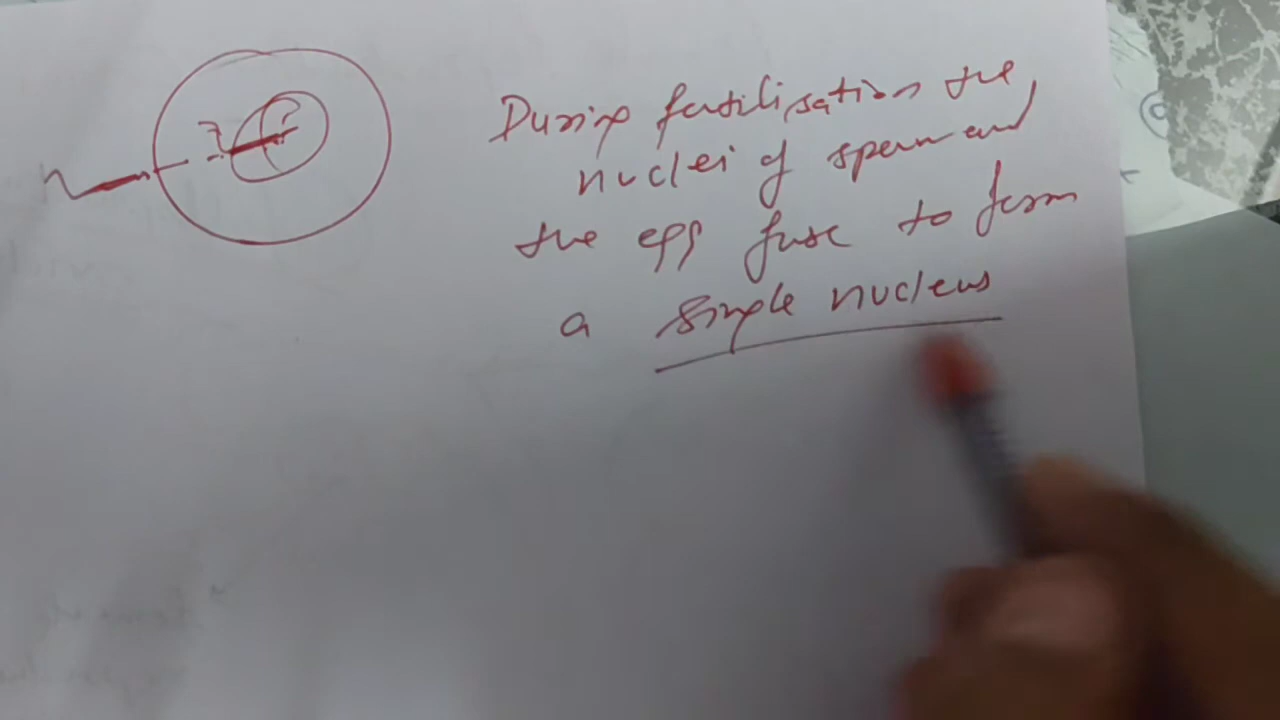 During fertilisation the
nuclei of sperm and
the egg fuse to form
a single nucleus